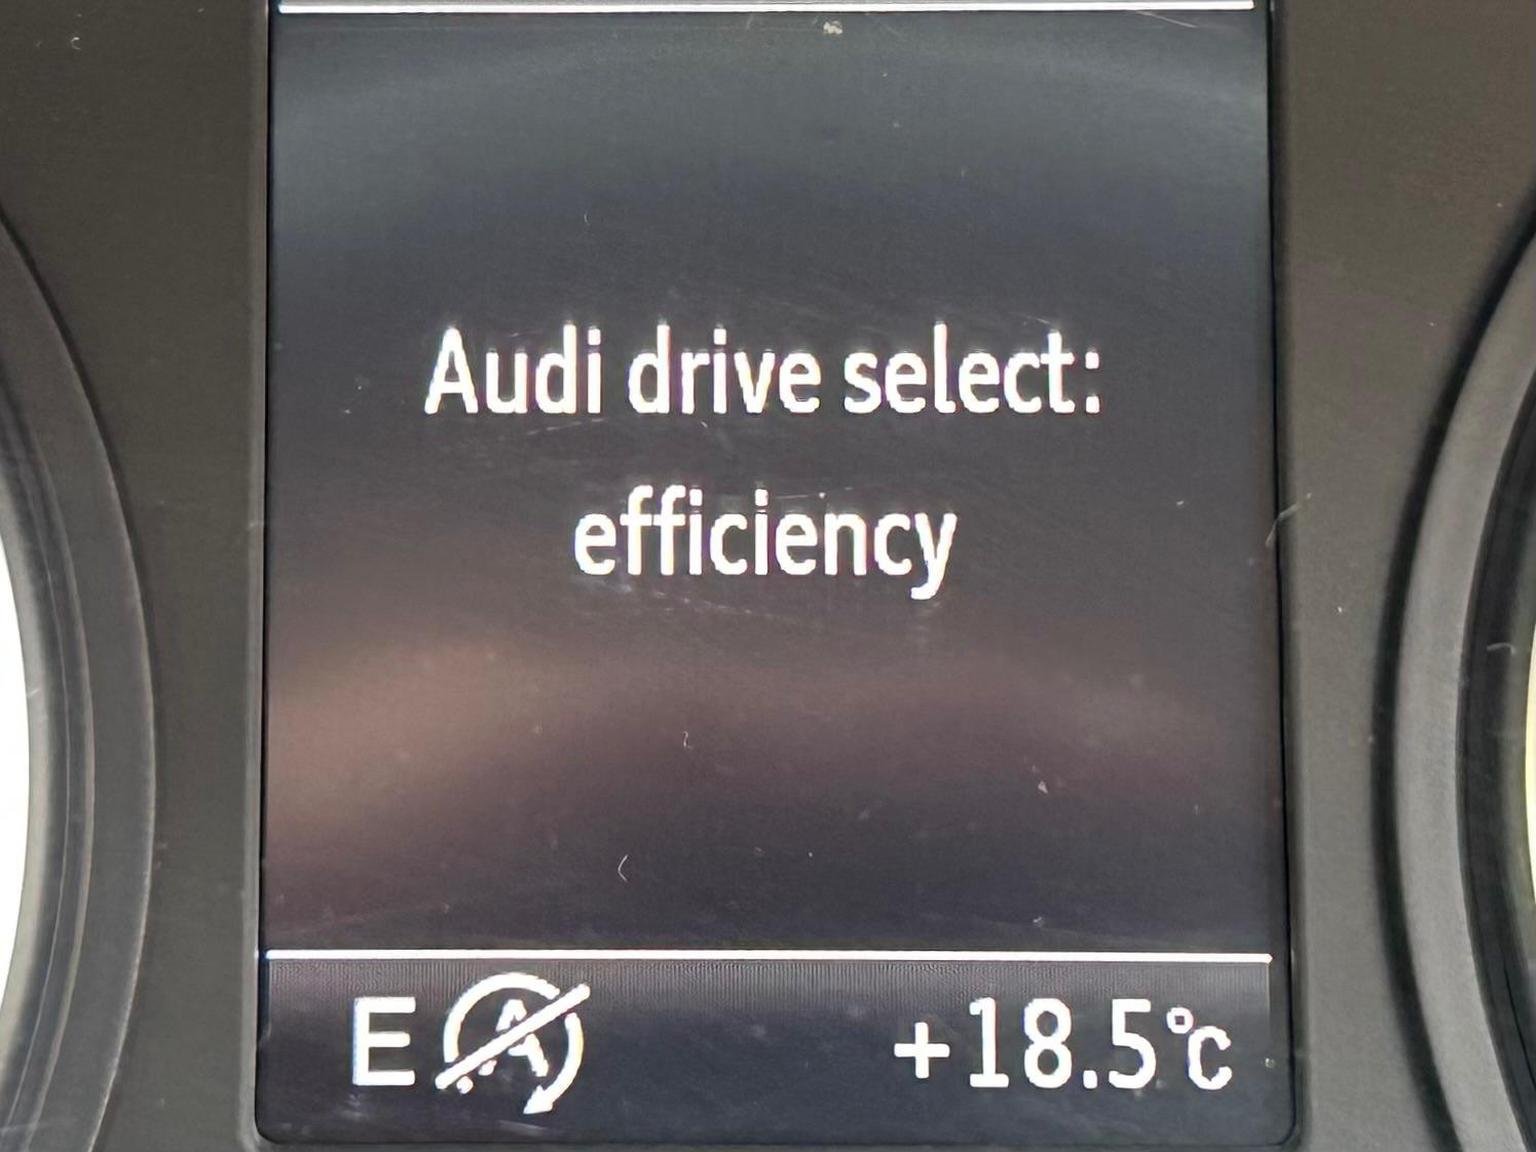 Audi drive select:
efficiency
E A +18.5°C